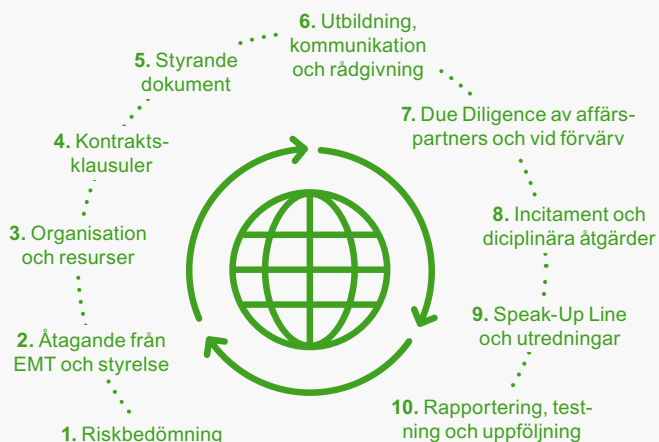 6. Utbildning,
kommunikation
och rådgivning
5. Styrande
dokument
7. Due Diligence av affärs-
partners och vid förvärv
4. Kontrakts-
klausuler
8. Incitament och
diciplinära åtgärder
3. Organisation
och resurser
9. Speak-Up Line
och utredningar
2. Åtagande från
EMT och styrelse
10. Rapportering, test-
ning och uppföljning
1. Riskbedömning